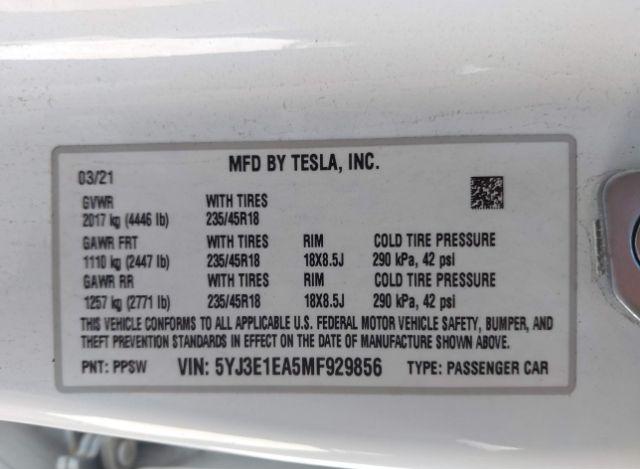 MFD BY TESLA, INC.
03/21
GVWR WITH TIRES
2017 kg (4446 lb) 235/45R18
GAWR FRT WITH TIRES RIM COLD TIRE PRESSURE
1110 kg (2447 lb) 235/45R18 18X8.5J 290 kPa, 42 psi
GAWR RR WITH TIRES RIM COLD TIRE PRESSURE
1257 kg (2771 lb) 235/45R18 18X8.5J 290 kPa, 42 psi
THIS VEHICLE CONFORMS TO ALL APPLICABLE U.S. FEDERAL MOTOR VEHICLE SAFETY, BUMPER, AND
THEFT PREVENTION STANDARDS IN EFFECT ON THE DATE OF MANUFACTURE SHOWN ABOVE.
PNT: PPSW VIN: 5YJ3E1EA5MF929856 TYPE: PASSENGER CAR